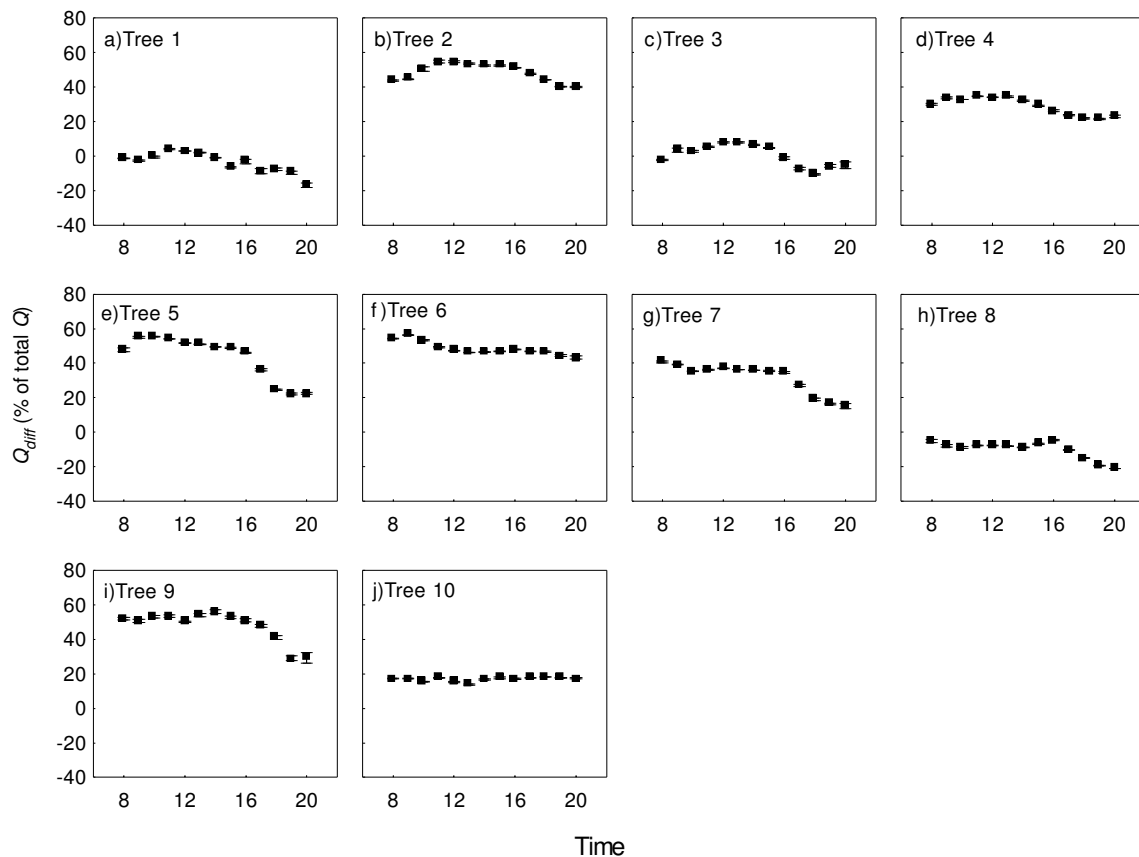 80
60
40
20
0
-20
-40
a)Tree 1
8 12 16 20
b)Tree 2
8 12 16 20
c)Tree 3
8 12 16 20
d)Tree 4
8 12 16 20
Q_diff (% of total Q)
80
60
40
20
0
-20
-40
e)Tree 5
8 12 16 20
f)Tree 6
8 12 16 20
g)Tree 7
8 12 16 20
h)Tree 8
8 12 16 20
80
60
40
20
0
-20
-40
i)Tree 9
8 12 16 20
j)Tree 10
8 12 16 20
Time